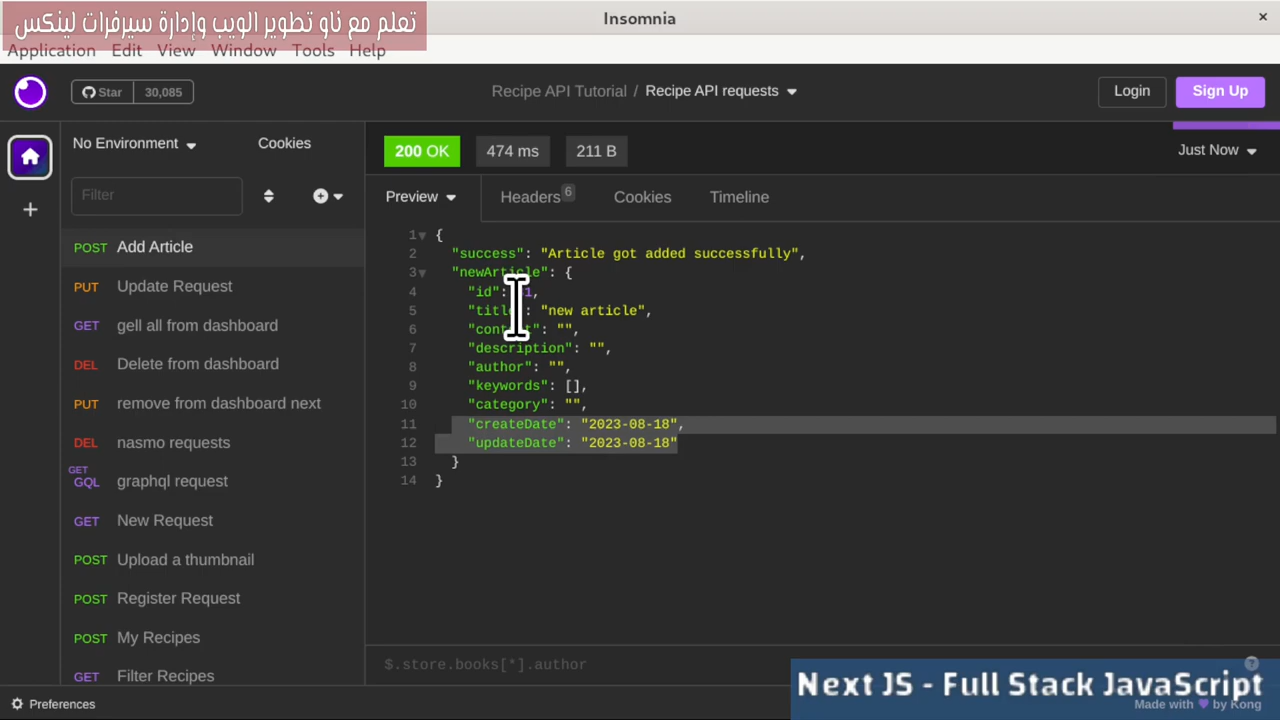 Insomnia
تعلم مع ناو تطوير الويب وإدارة سيرفرات لينكس
Application Edit View Window Tools Help
Star 30,085
Recipe API Tutorial / Recipe API requests
Login
Sign Up
No Environment
Cookies
Filter
POST Add Article
PUT Update Request
GET gell all from dashboard
DEL Delete from dashboard
PUT remove from dashboard next
DEL nasmo requests
GET
GQL graphql request
GET New Request
POST Upload a thumbnail
POST Register Request
POST My Recipes
GET Filter Recipes
Preferences
200 OK 474 ms 211 B
Just Now
Preview Headers 6 Cookies Timeline
1 {
2 "success": "Article got added successfully",
3 "newArticle": {
4 "id": 1,
5 "title": "new article",
6 "content": "",
7 "description": "",
8 "author": "",
9 "keywords": [],
10 "category": "",
11 "createDate": "2023-08-18",
12 "updateDate": "2023-08-18"
13 }
14 }
$.store.books[*].author
Next JS - Full Stack JavaScript
Made with by Kong